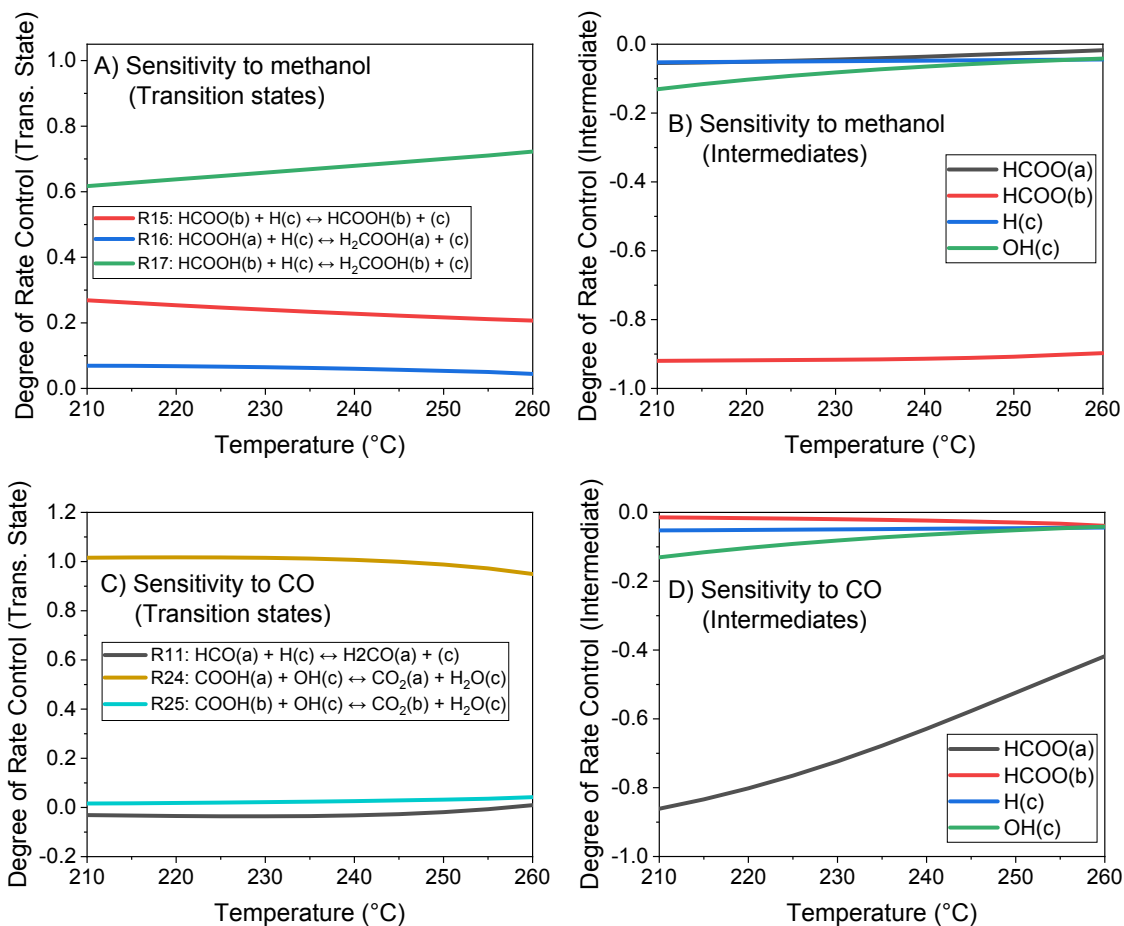 A) Sensitivity to methanol
(Transition states)
Degree of Rate Control (Trans. State)
1.0
0.8
0.6
0.4
0.2
0.0
R15: HCOO(b) + H(c) ↔ HCOOH(b) + (c)
R16: HCOOH(a) + H(c) ↔ H₂COOH(a) + (c)
R17: HCOOH(b) + H(c) ↔ H₂COOH(b) + (c)
210 220 230 240 250 260
Temperature (°C)
B) Sensitivity to methanol
(Intermediates)
Degree of Rate Control (Intermediate)
0.0
-0.2
-0.4
-0.6
-0.8
-1.0
HCOO(a)
HCOO(b)
H(c)
OH(c)
210 220 230 240 250 260
Temperature (°C)
C) Sensitivity to CO
(Transition states)
Degree of Rate Control (Trans. State)
1.2
1.0
0.8
0.6
0.4
0.2
0.0
-0.2
R11: HCO(a) + H(c) ↔ H2CO(a) + (c)
R24: COOH(a) + OH(c) ↔ CO₂(a) + H₂O(c)
R25: COOH(b) + OH(c) ↔ CO₂(b) + H₂O(c)
210 220 230 240 250 260
Temperature (°C)
D) Sensitivity to CO
(Intermediates)
Degree of Rate Control (Intermediate)
0.0
-0.2
-0.4
-0.6
-0.8
-1.0
HCOO(a)
HCOO(b)
H(c)
OH(c)
210 220 230 240 250 260
Temperature (°C)